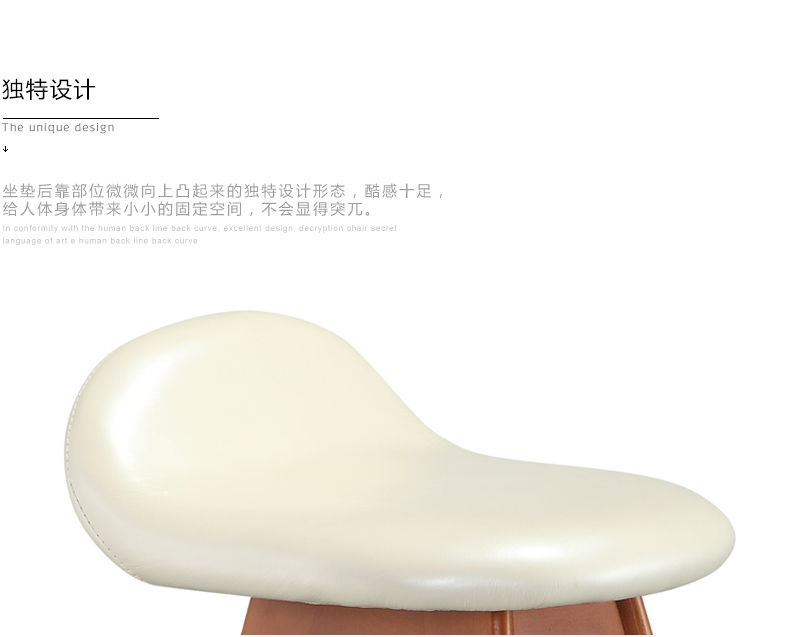 独特设计
The unique design
↓
坐垫后靠部位微微向上凸起来的独特设计形态，酷感十足，
给人体身体带来小小的固定空间，不会显得突兀。
In conformity with the human back line back curve, excellent design, decryption chair secret
language of art e human back line back curve